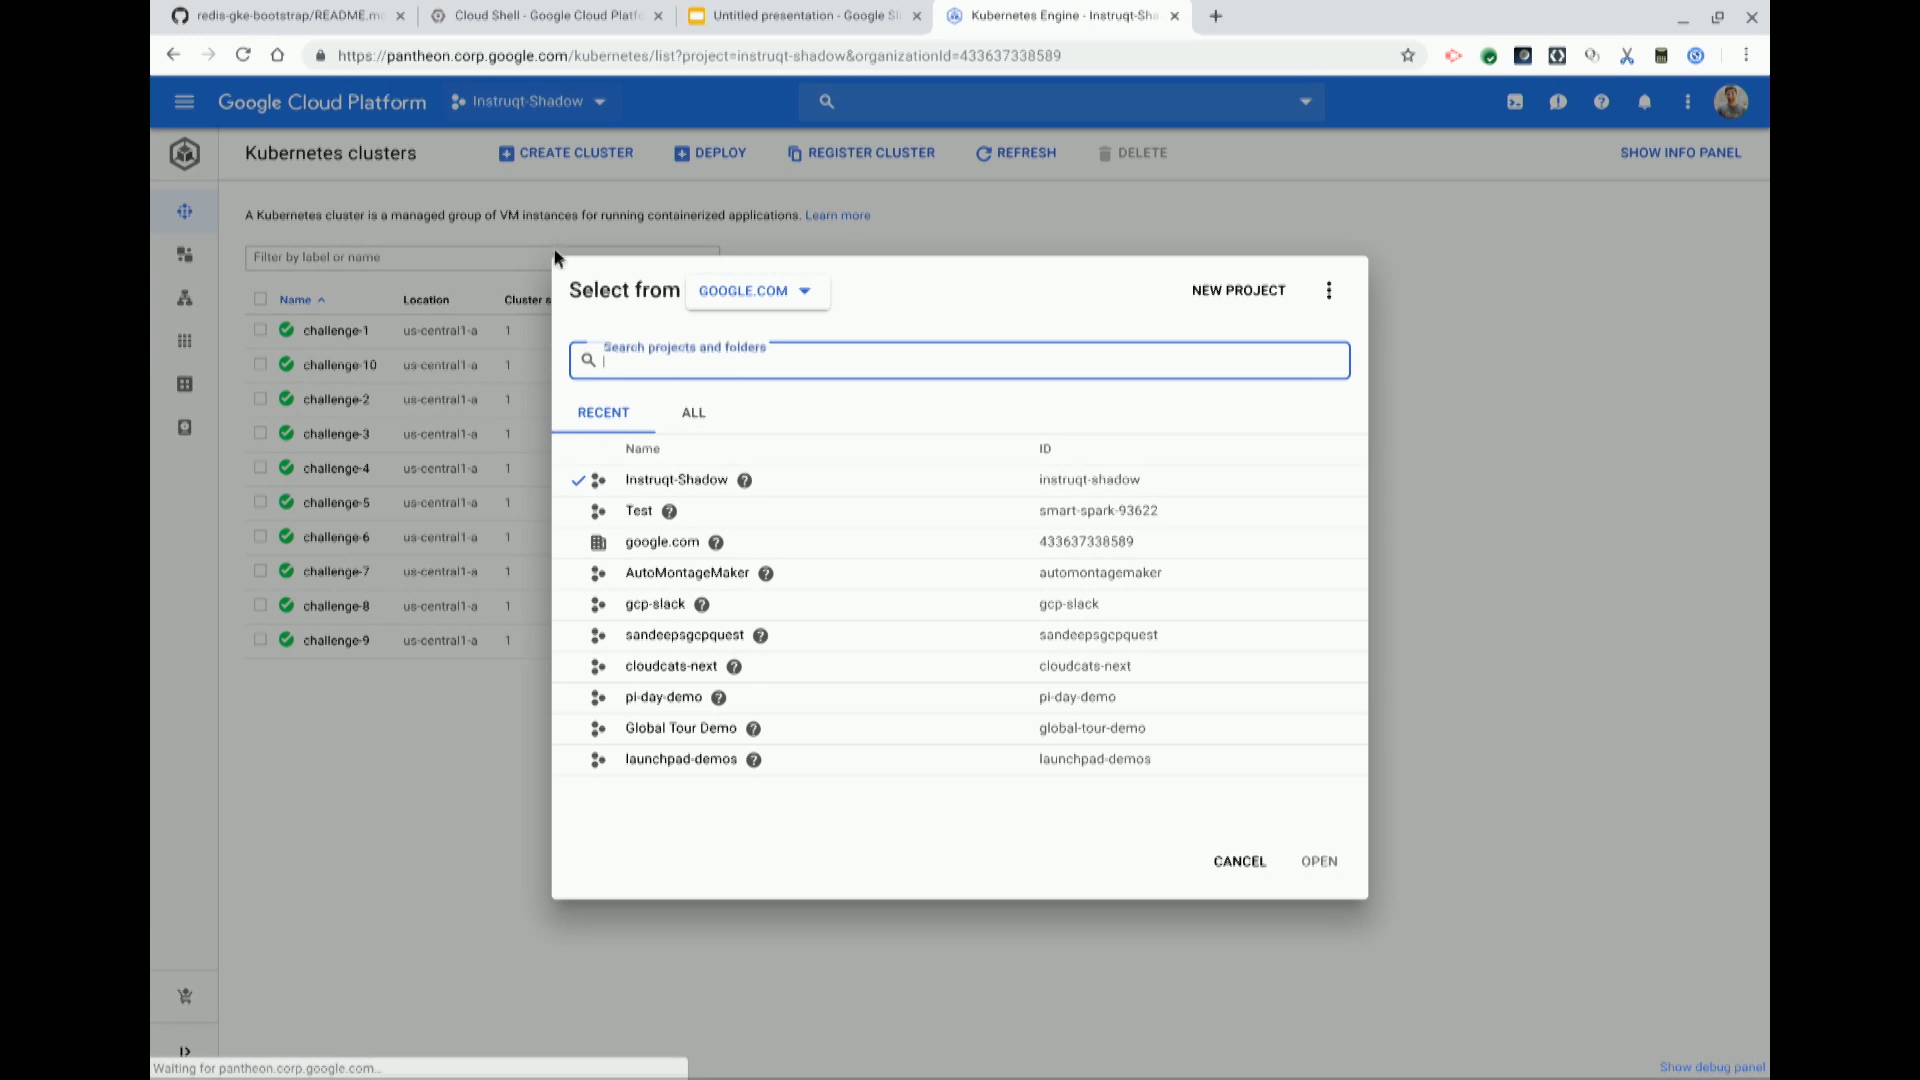 redis-gke-bootstrap/README.m
Cloud Shell - Google Cloud Platf
Untitled presentation - Google Sl
Kubernetes Engine - Instruqt-Sha
https://pantheon.corp.google.com/kubernetes/list?project=instruqt-shadow&organizationId=433637338589
Google Cloud Platform
Instruqt-Shadow
Kubernetes clusters
CREATE CLUSTER
DEPLOY
REGISTER CLUSTER
REFRESH
DELETE
SHOW INFO PANEL
A Kubernetes cluster is a managed group of VM instances for running containerized applications. Learn more
Filter by label or name
Name
Location
Cluster s
challenge-1 us-central1-a 1
challenge-10 us-central1-a 1
challenge-2 us-central1-a 1
challenge-3 us-central1-a 1
challenge-4 us-central1-a 1
challenge-5 us-central1-a 1
challenge-6 us-central1-a 1
challenge-7 us-central1-a 1
challenge-8 us-central1-a 1
challenge-9 us-central1-a 1
Select from GOOGLE.COM
NEW PROJECT
Search projects and folders
RECENT ALL
Name ID
Instruqt-Shadow instruqt-shadow
Test smart-spark-93622
google.com 433637338589
AutoMontageMaker automontagemaker
gcp-slack gcp-slack
sandeepsgcpquest sandeepsgcpquest
cloudcats-next cloudcats-next
pi-day-demo pi-day-demo
Global Tour Demo global-tour-demo
launchpad-demos launchpad-demos
CANCEL OPEN
Waiting for pantheon.corp.google.com...
Show debug panel